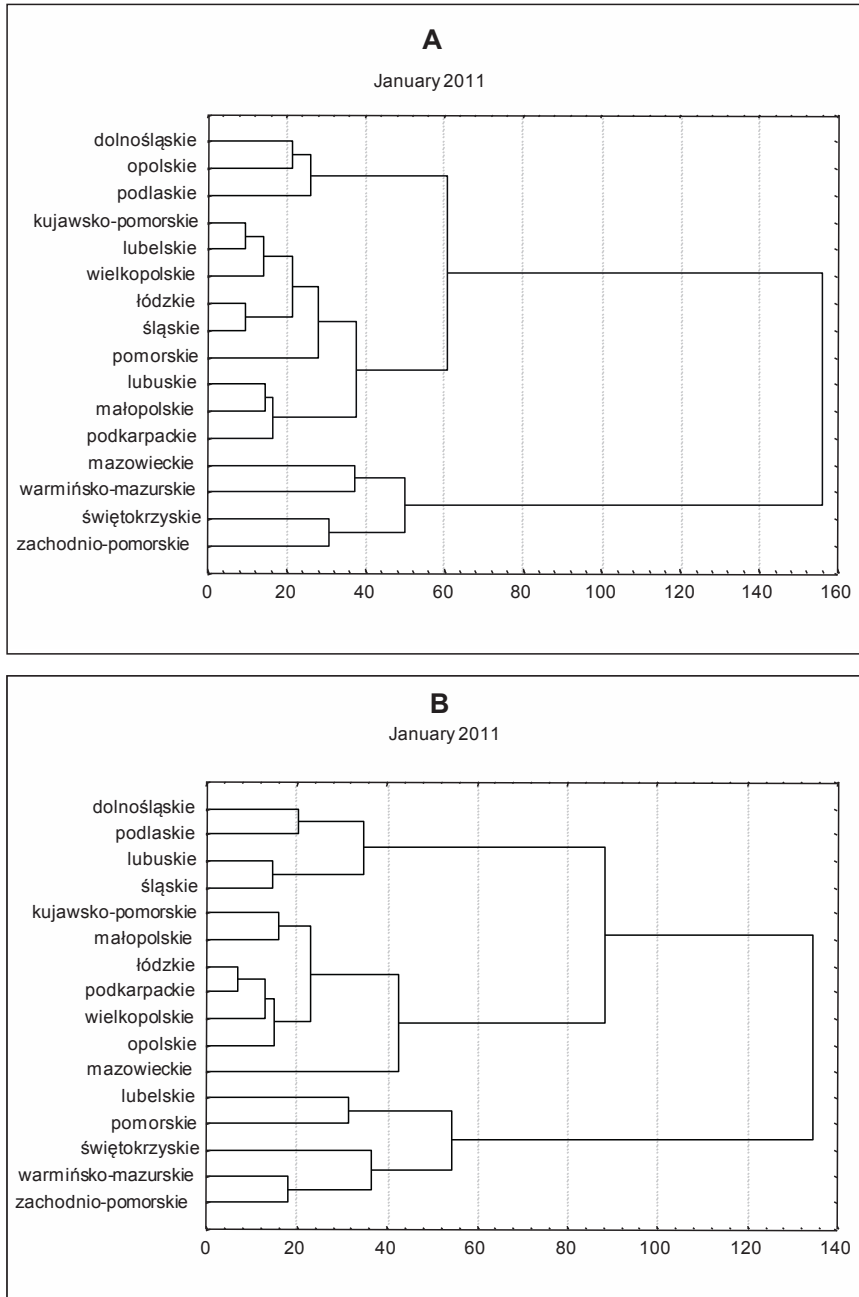 A
January 2011
dolnośląskie
opolskie
podlaskie
kujawsko-pomorskie
lubelskie
wielkopolskie
łódzkie
śląskie
pomorskie
lubuskie
małopolskie
podkarpackie
mazowieckie
warmińsko-mazurskie
świętokrzyskie
zachodnio-pomorskie
0 20 40 60 80 100 120 140 160
B
January 2011
dolnośląskie
podlaskie
lubuskie
śląskie
kujawsko-pomorskie
małopolskie
łódzkie
podkarpackie
wielkopolskie
opolskie
mazowieckie
lubelskie
pomorskie
świętokrzyskie
warmińsko-mazurskie
zachodnio-pomorskie
0 20 40 60 80 100 120 140